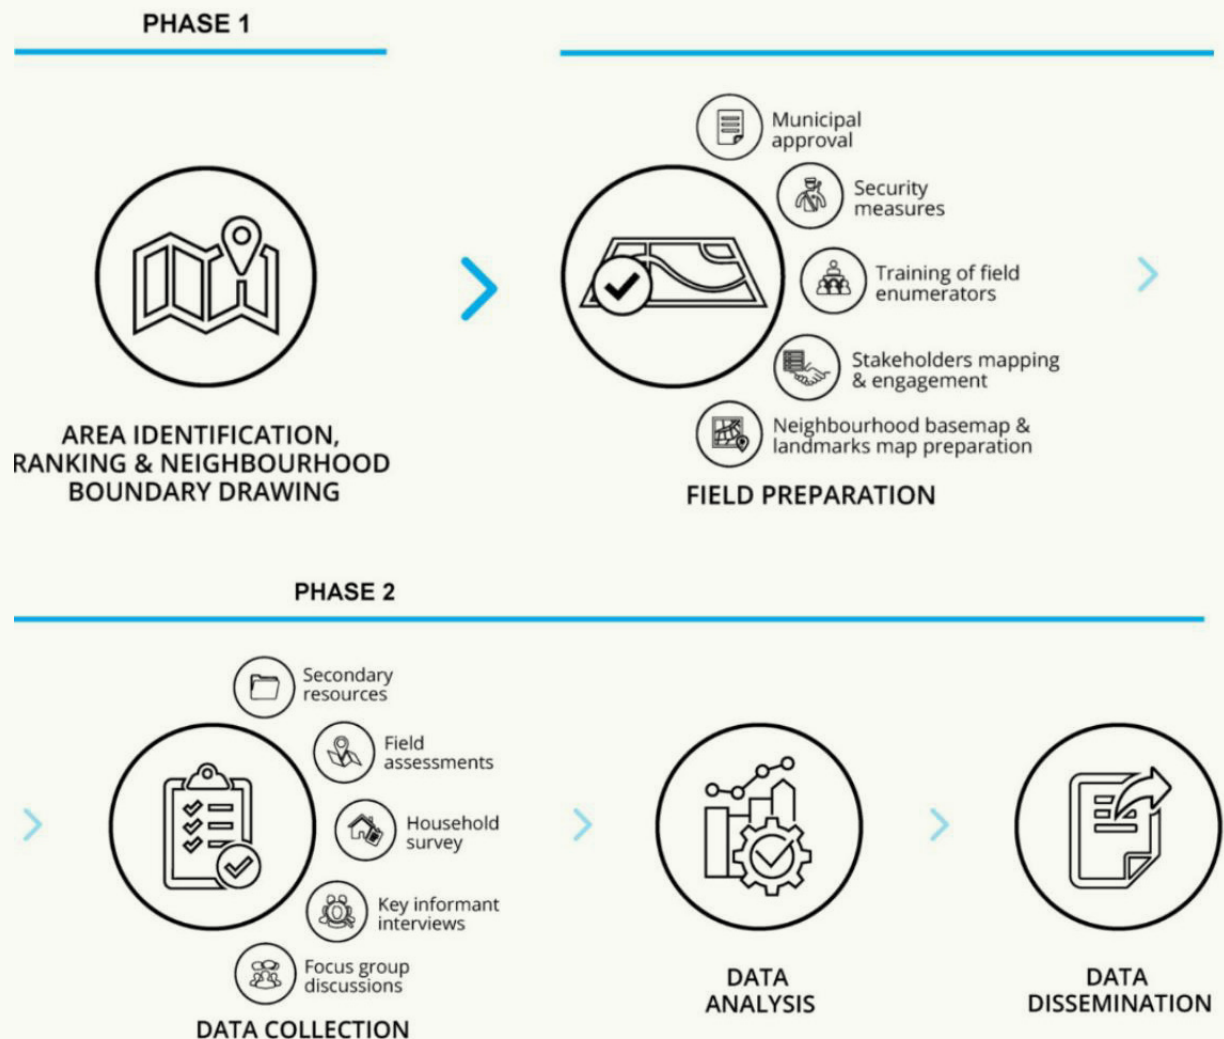 PHASE 1
AREA IDENTIFICATION,
RANKING & NEIGHBOURHOOD
BOUNDARY DRAWING
Municipal
approval
Security
measures
Training of field
enumerators
Stakeholders mapping
& engagement
Neighbourhood basemap &
landmarks map preparation
FIELD PREPARATION
PHASE 2
Secondary
resources
Field
assessments
Household
survey
Key informant
interviews
Focus group
discussions
DATA COLLECTION
DATA
ANALYSIS
DATA
DISSEMINATION